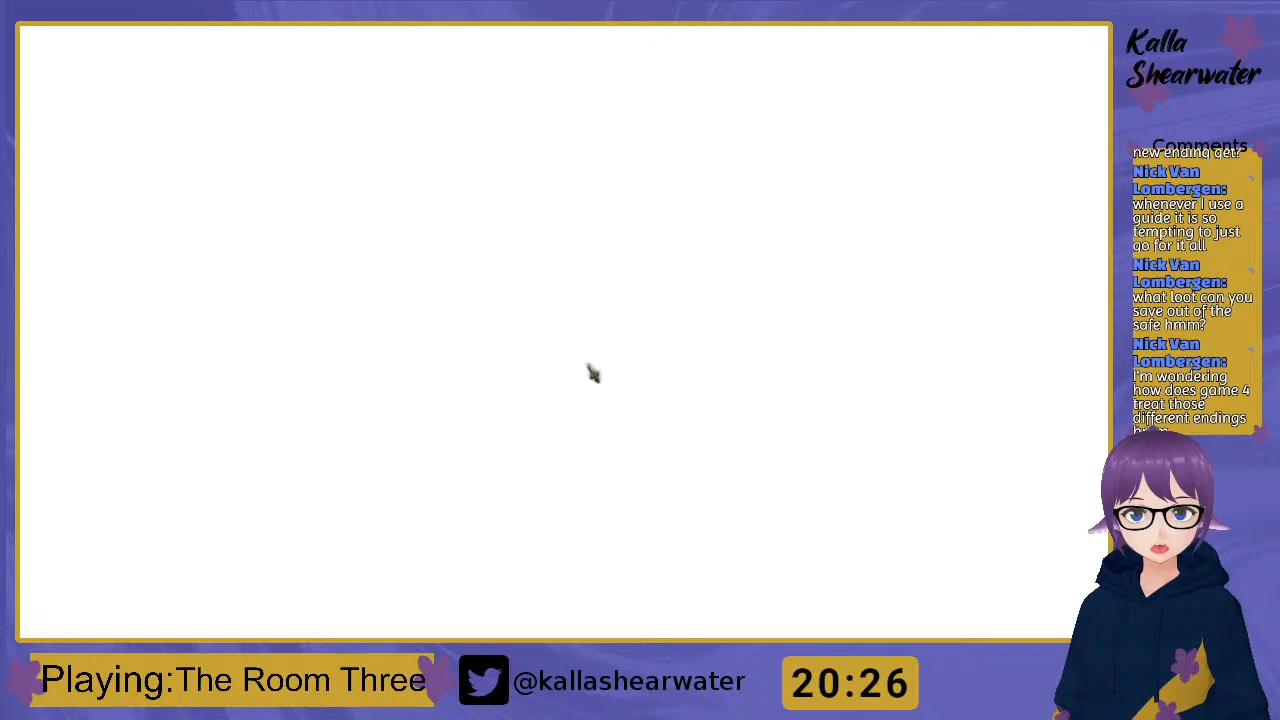 Kalla
Shearwater
Comments
new ending get?
Nick Van
Lombergen:
whenever I use a
guide it is so
tempting to just
go for it all
Nick Van
Lombergen:
what loot can you
save out of the
safe hmm?
Nick Van
Lombergen:
I'm wondering
how does game 4
treat those
different endings
Playing:The Room Three
@kallashearwater
20:26